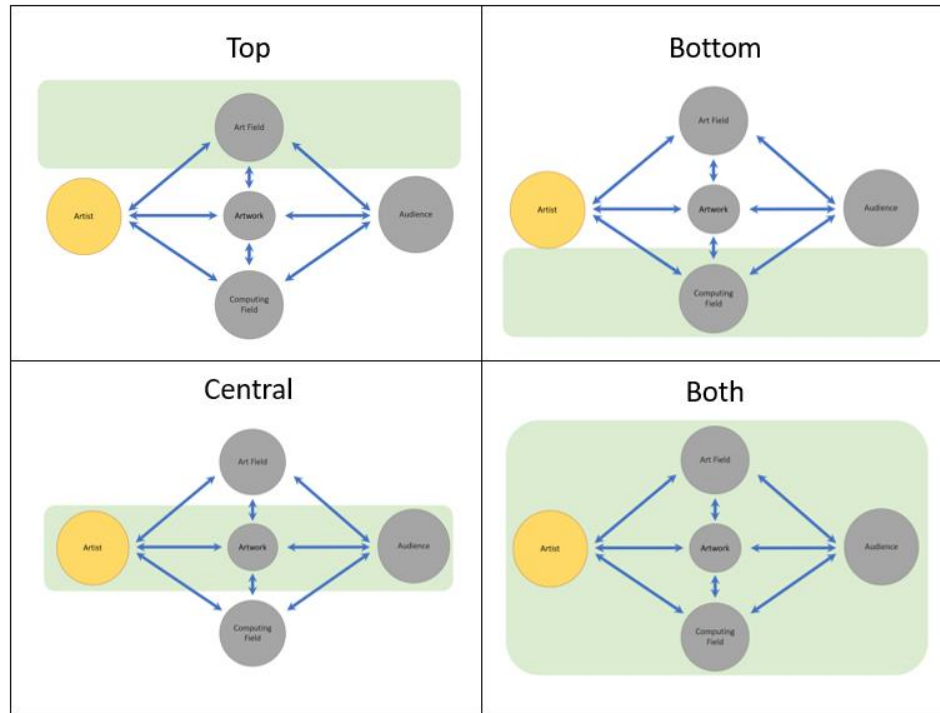 Top
Art Field
Artist
Artwork
Audience
Computing
Field
Bottom
Art Field
Artist
Artwork
Audience
Computing
Field
Central
Art Field
Artist
Artwork
Audience
Computing
Field
Both
Art Field
Artist
Artwork
Audience
Computing
Field